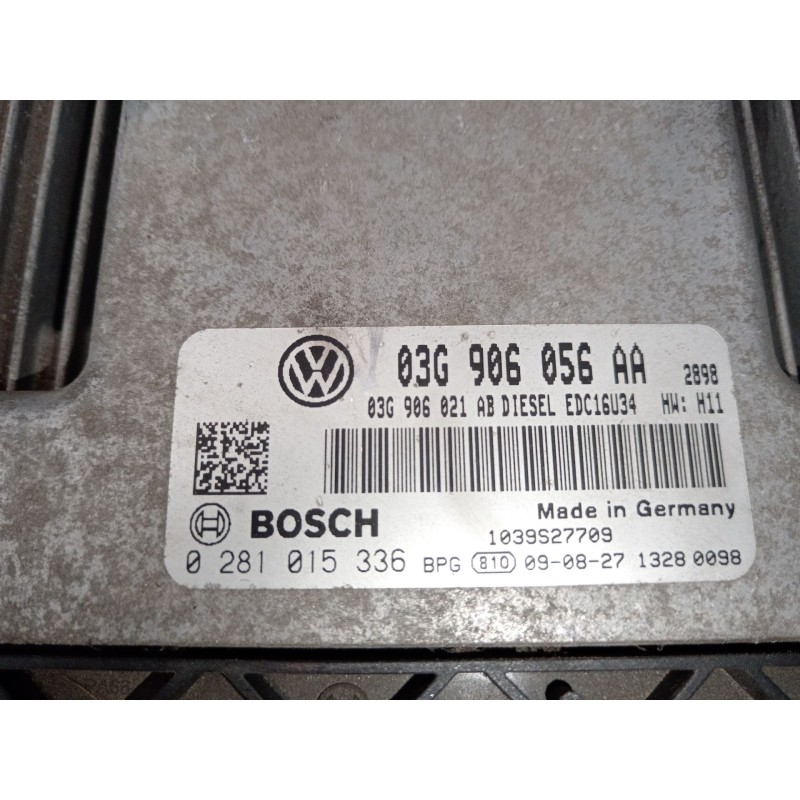 03G 906 056 AA 2898
03G 906 021 AB DIESEL EDC16U34 HW: H11
Made in Germany
BOSCH 1039S27709
0 281 015 336 BPG 810 09-08-27 1328 0098